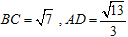 BC = √7 , AD = √13/3